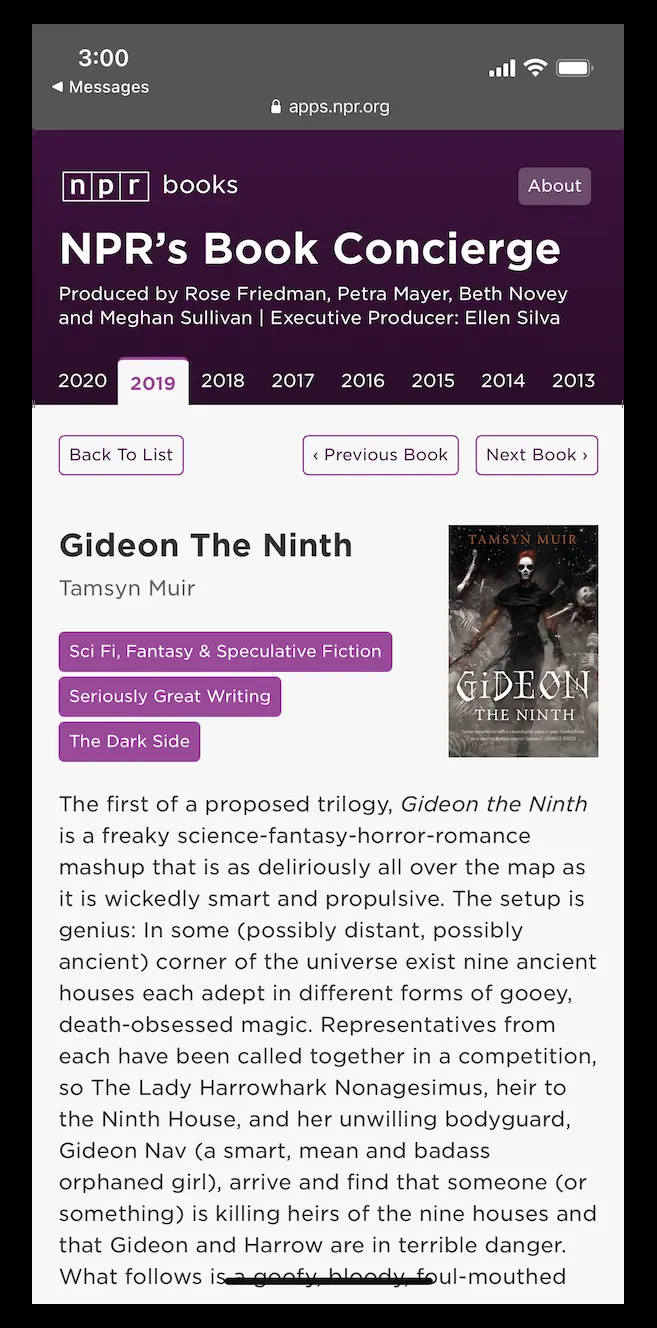 3:00
◀ Messages
apps.npr.org
npr books
About
NPR’s Book Concierge
Produced by Rose Friedman, Petra Mayer, Beth Novey
and Meghan Sullivan | Executive Producer: Ellen Silva
2020 2019 2018 2017 2016 2015 2014 2013
Back To List ‹ Previous Book Next Book ›
Gideon The Ninth
Tamsyn Muir
Sci Fi, Fantasy & Speculative Fiction
Seriously Great Writing
The Dark Side
TAMSYN MUIR
GiDEON
THE NINTH
The first of a proposed trilogy, Gideon the Ninth
is a freaky science-fantasy-horror-romance
mashup that is as deliriously all over the map as
it is wickedly smart and propulsive. The setup is
genius: In some (possibly distant, possibly
ancient) corner of the universe exist nine ancient
houses each adept in different forms of gooey,
death-obsessed magic. Representatives from
each have been called together in a competition,
so The Lady Harrowhark Nonagesimus, heir to
the Ninth House, and her unwilling bodyguard,
Gideon Nav (a smart, mean and badass
orphaned girl), arrive and find that someone (or
something) is killing heirs of the nine houses and
that Gideon and Harrow are in terrible danger.
What follows is a goofy, bloody, foul-mouthed